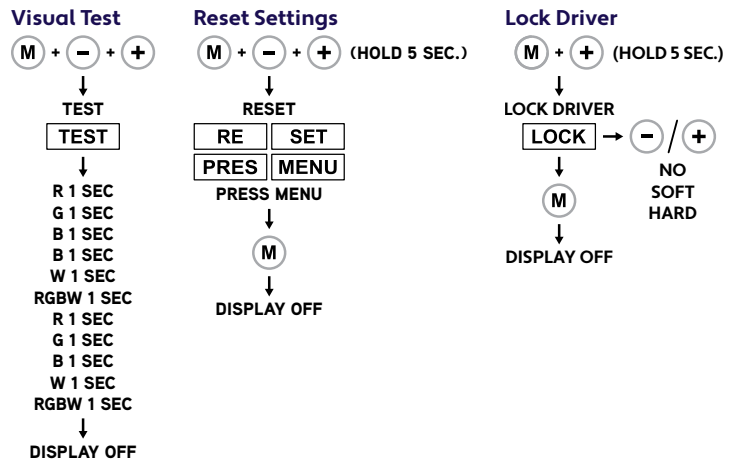 Visual Test
M + - + +
TEST
TEST
R 1 SEC
G 1 SEC
B 1 SEC
B 1 SEC
W 1 SEC
RGBW 1 SEC
R 1 SEC
G 1 SEC
B 1 SEC
W 1 SEC
RGBW 1 SEC
DISPLAY OFF
Reset Settings
M + - + + (HOLD 5 SEC.)
RESET
RE SET
PRES MENU
PRESS MENU
M
DISPLAY OFF
Lock Driver
M + + (HOLD 5 SEC.)
LOCK DRIVER
LOCK → - / +
NO
SOFT
HARD
M
DISPLAY OFF